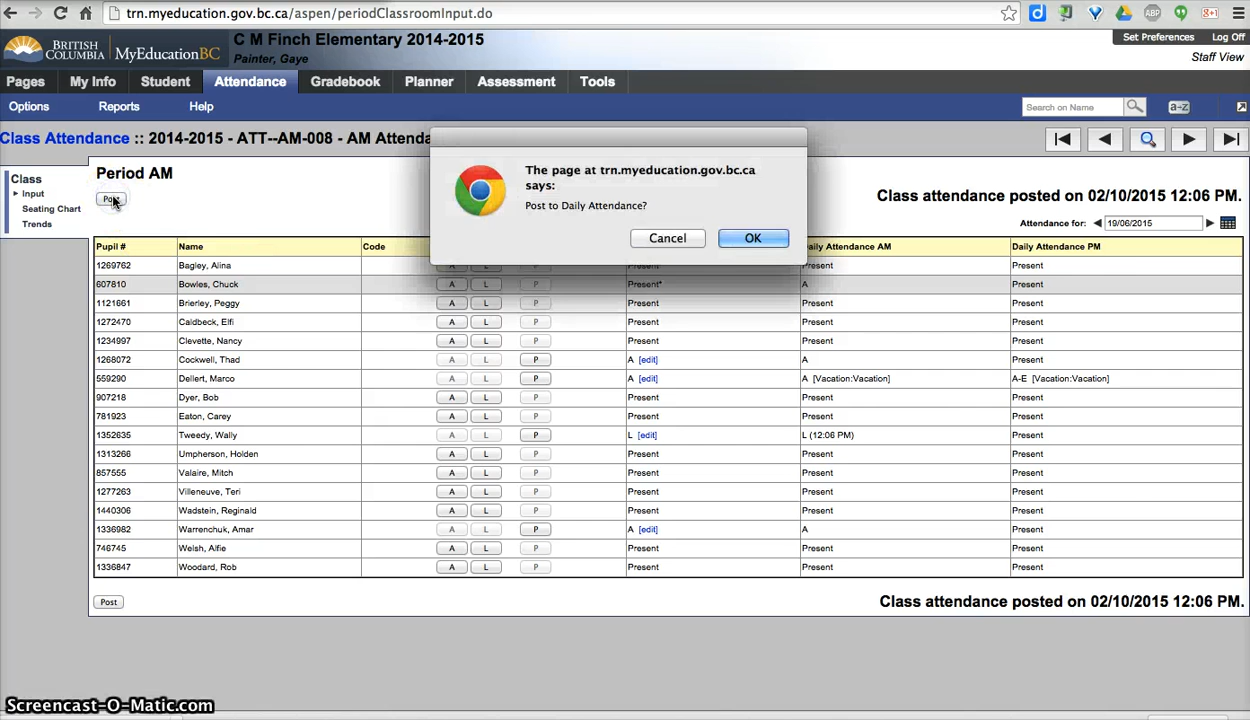 trn.myeducation.gov.bc.ca/aspen/periodClassroomInput.do
BRITISH COLUMBIA MyEducationBC
C M Finch Elementary 2014-2015
Painter, Gaye
Set Preferences Log Off
Staff View
Pages My Info Student Attendance Gradebook Planner Assessment Tools
Options Reports Help Search on Name a-z
Class Attendance :: 2014-2015 - ATT--AM-008 - AM Attenda
The page at trn.myeducation.gov.bc.ca
says:
Post to Daily Attendance?
Cancel OK
Class
Input
Seating Chart
Trends
Period AM
Class attendance posted on 02/10/2015 12:06 PM.
Attendance for: 19/06/2015
Pupil # Name Code aily Attendance AM Daily Attendance PM
1269762 Bagley, Alina A L P Present Present Present
607810 Bowles, Chuck A L P Present* A Present
1121661 Brierley, Peggy A L P Present Present Present
1272470 Caldbeck, Elfi A L P Present Present Present
1234997 Clevette, Nancy A L P Present Present Present
1268072 Cockwell, Thad A L P A [edit] A Present
559290 Dellert, Marco A L P A [edit] A [Vacation:Vacation] A-E [Vacation:Vacation]
907218 Dyer, Bob A L P Present Present Present
781923 Eaton, Carey A L P Present Present Present
1352635 Tweedy, Wally A L P L [edit] L (12:06 PM) Present
1313266 Umpherson, Holden A L P Present Present Present
857555 Valaire, Mitch A L P Present Present Present
1277263 Villeneuve, Teri A L P Present Present Present
1440306 Wadstein, Reginald A L P Present Present Present
1336982 Warrenchuk, Amar A L P A [edit] A Present
746745 Welsh, Alfie A L P Present Present Present
1336847 Woodard, Rob A L P Present Present Present
Post
Class attendance posted on 02/10/2015 12:06 PM.
Screencast-O-Matic.com